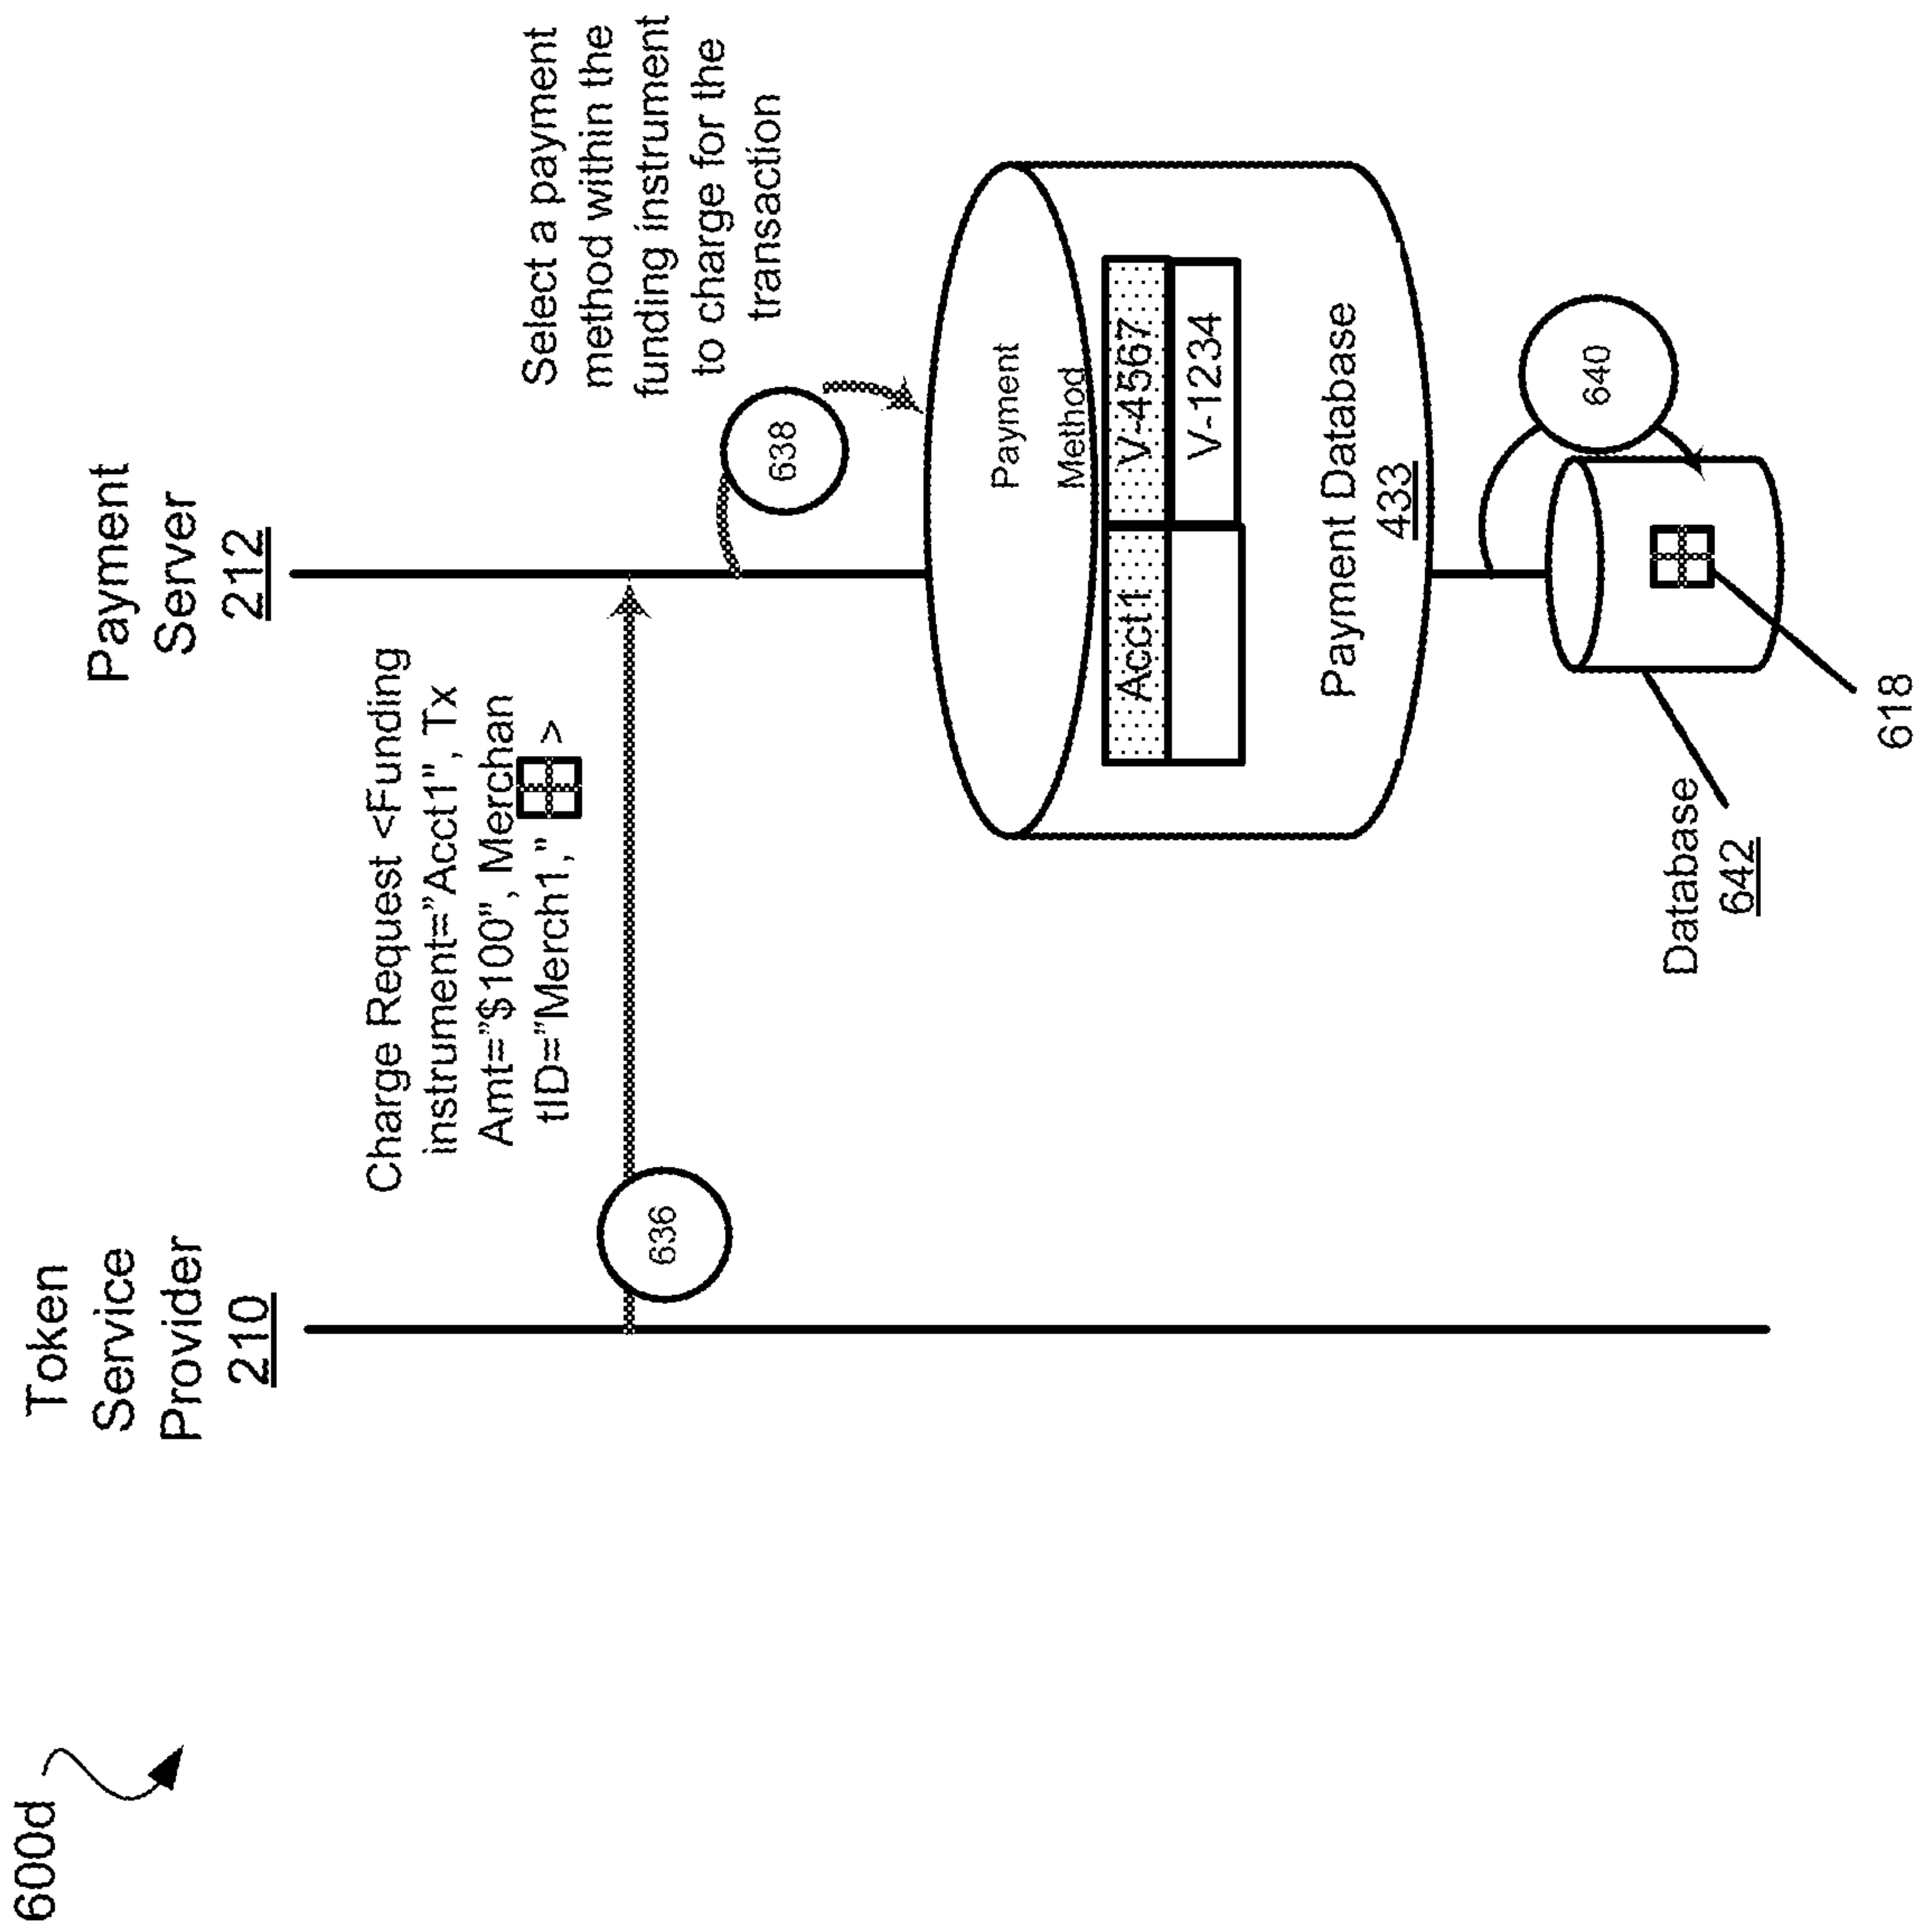 600d
Token
Service
Provider
210
Payment
Server
212
Charge Request <Funding
instrument="Acct1", Tx
Amt="$100", Merchan
tID="Merch1," >
636
Select a payment
method within the
funding instrument
to charge for the
transaction
638
Payment
Method
Acct1 V-4567
V-1234
Payment Database
433
640
Database
642
618